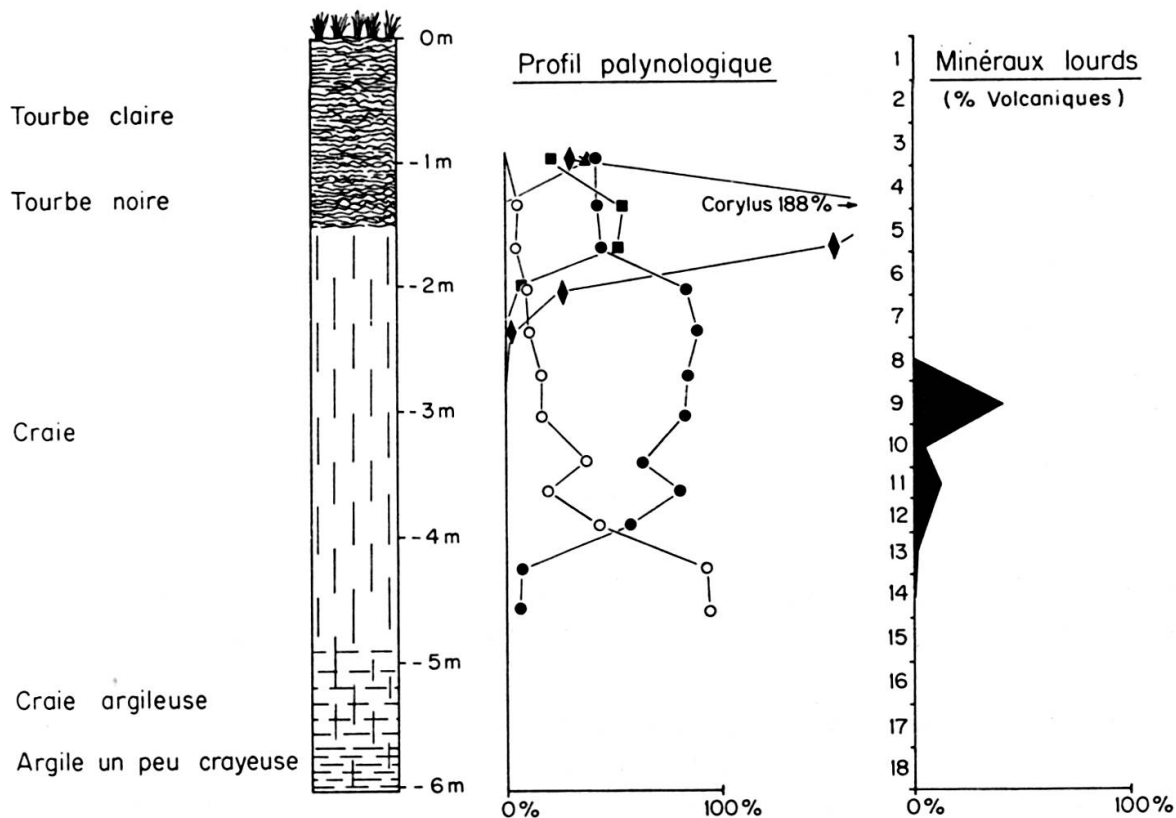 Tourbe claire
Tourbe noire
Craie
Craie argileuse
Argile un peu crayeuse
0m
-1m
-2m
-3m
-4m
-5m
-6m
Profil palynologique
Corylus 188%
0%
100%
Minéraux lourds
(% Volcaniques)
1
2
3
4
5
6
7
8
9
10
11
12
13
14
15
16
17
18
0%
100%